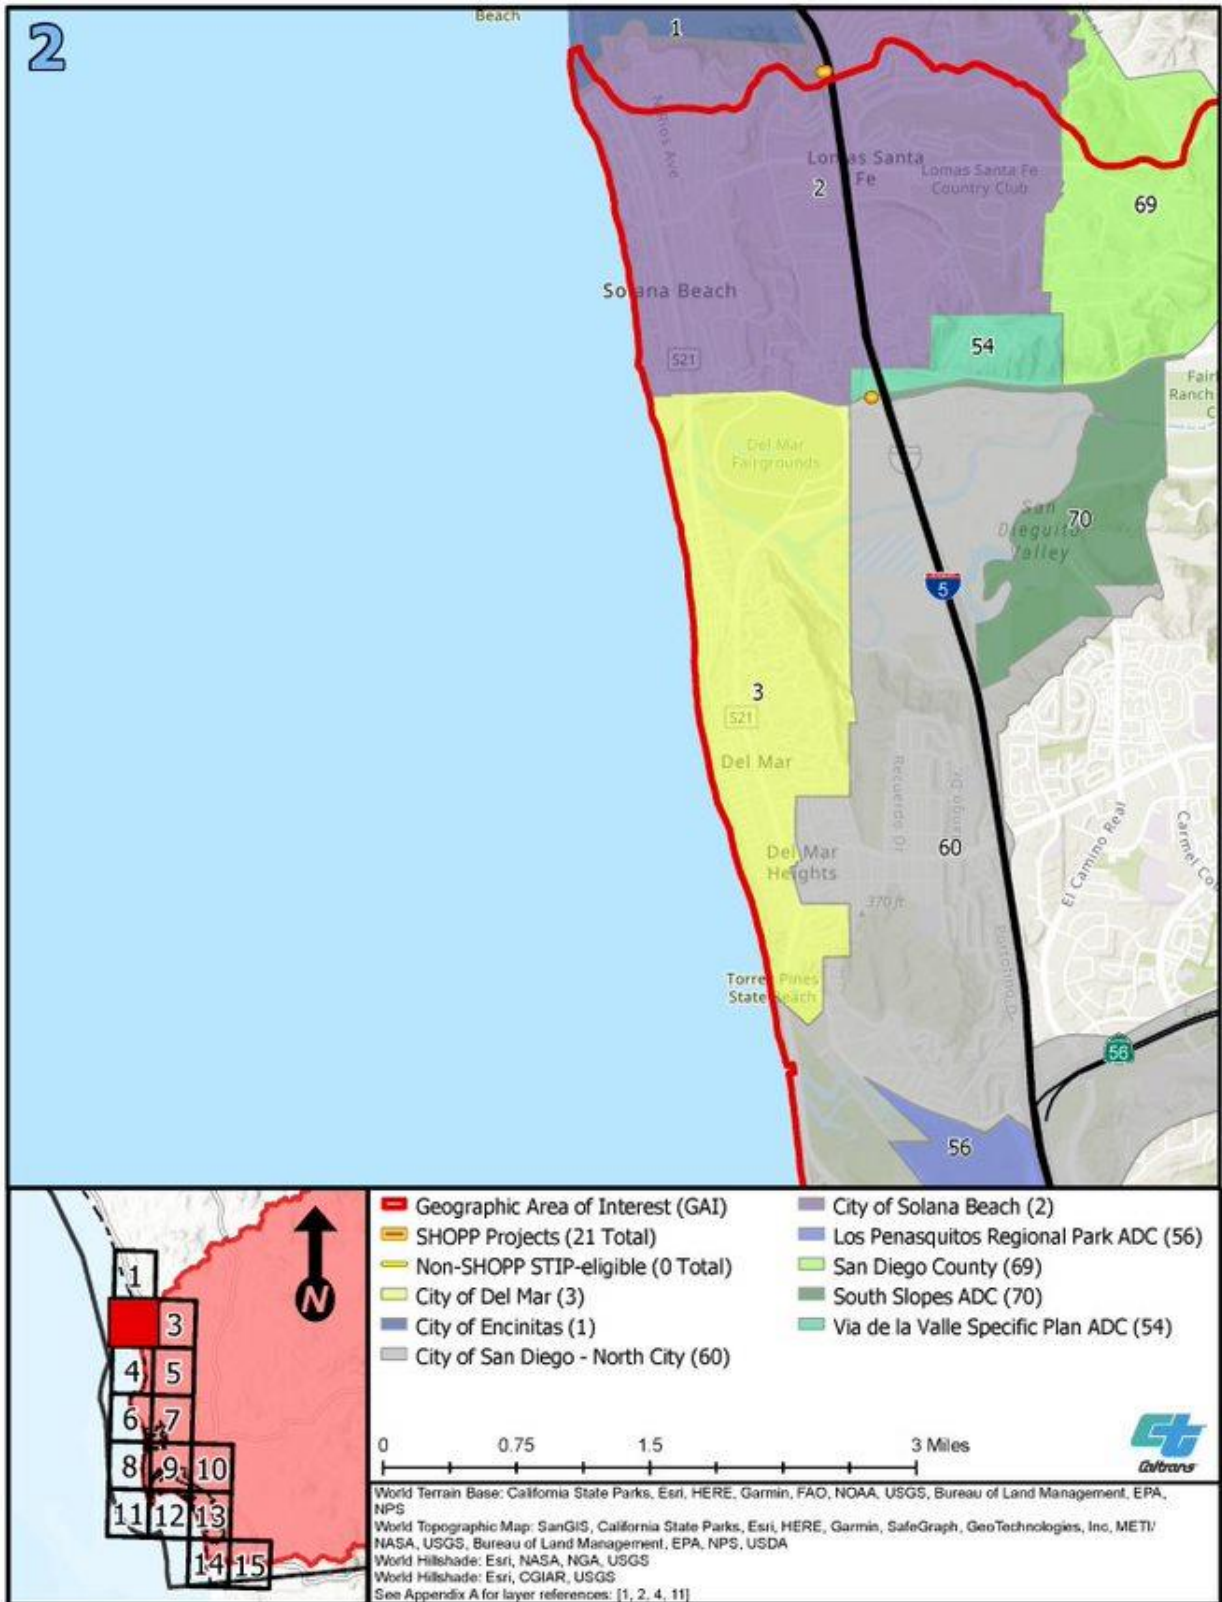 2
Beach
1
N Rios Ave
Lomas Santa
Fe
2
Lomas Santa Fe
Country Club
69
Solana Beach
54
S21
Ranch
Del Mar
Fairgrounds
San
Dieguito
Valley
70
5
3
S21
Del Mar
Recuerdo Dr
60
Del Mar
Heights
El Camino Real
370 ft
Portofino Dr
Torrey Pines
State Beach
56
56
Geographic Area of Interest (GAI)
SHOPP Projects (21 Total)
Non-SHOPP STIP-eligible (0 Total)
City of Del Mar (3)
City of Encinitas (1)
City of San Diego - North City (60)
City of Solana Beach (2)
Los Penasquitos Regional Park ADC (56)
San Diego County (69)
South Slopes ADC (70)
Via de la Valle Specific Plan ADC (54)
N
1
3
4 5
6 7
8 9 10
11 12 13
14 15
0 0.75 1.5 3 Miles
Ct
Caltrans
World Terrain Base: California State Parks, Esri, HERE, Garmin, FAO, NOAA, USGS, Bureau of Land Management, EPA,
NPS
World Topographic Map: SanGIS, California State Parks, Esri, HERE, Garmin, SafeGraph, GeoTechnologies, Inc, METI/
NASA, USGS, Bureau of Land Management, EPA, NPS, USDA
World Hillshade: Esri, NASA, NGA, USGS
World Hillshade: Esri, CGIAR, USGS
See Appendix A for layer references: [1, 2, 4, 11]